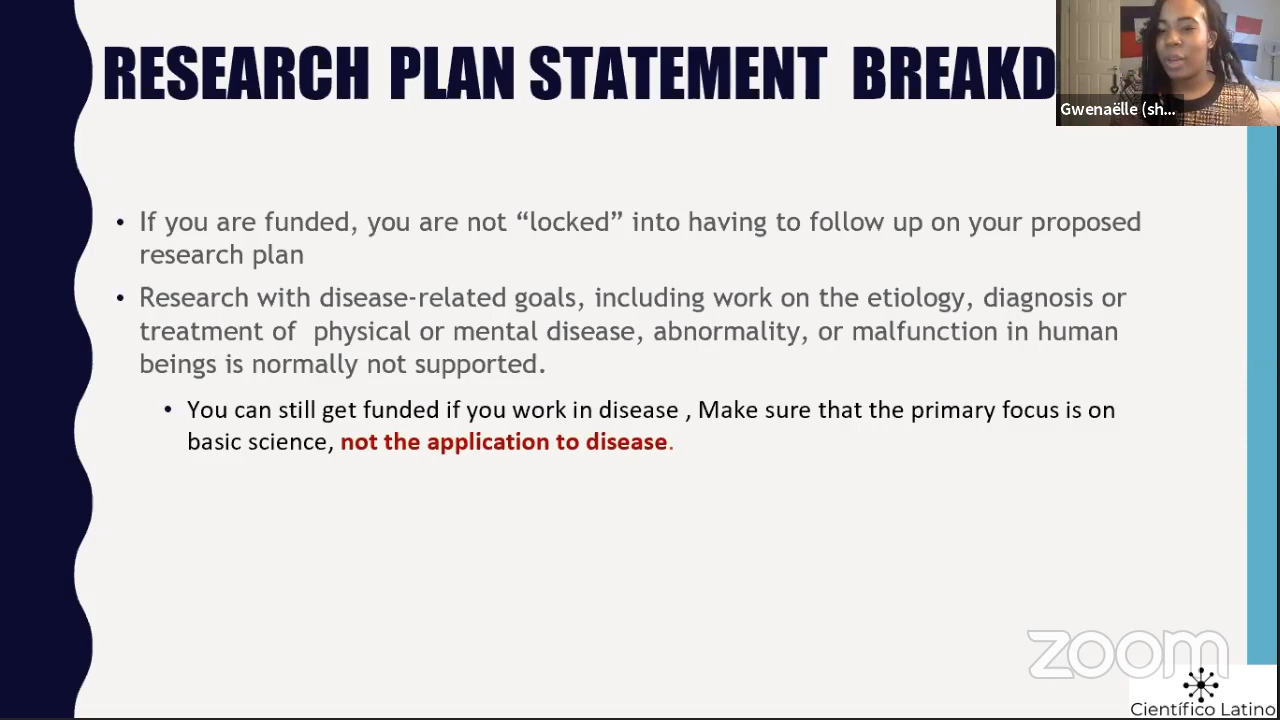 RESEARCH PLAN STATEMENT BREAKD
Gwenaëlle (sh...
• If you are funded, you are not “locked” into having to follow up on your proposed
research plan
• Research with disease-related goals, including work on the etiology, diagnosis or
treatment of physical or mental disease, abnormality, or malfunction in human
beings is normally not supported.
• You can still get funded if you work in disease , Make sure that the primary focus is on
basic science, not the application to disease.
zoom
Científico Latino